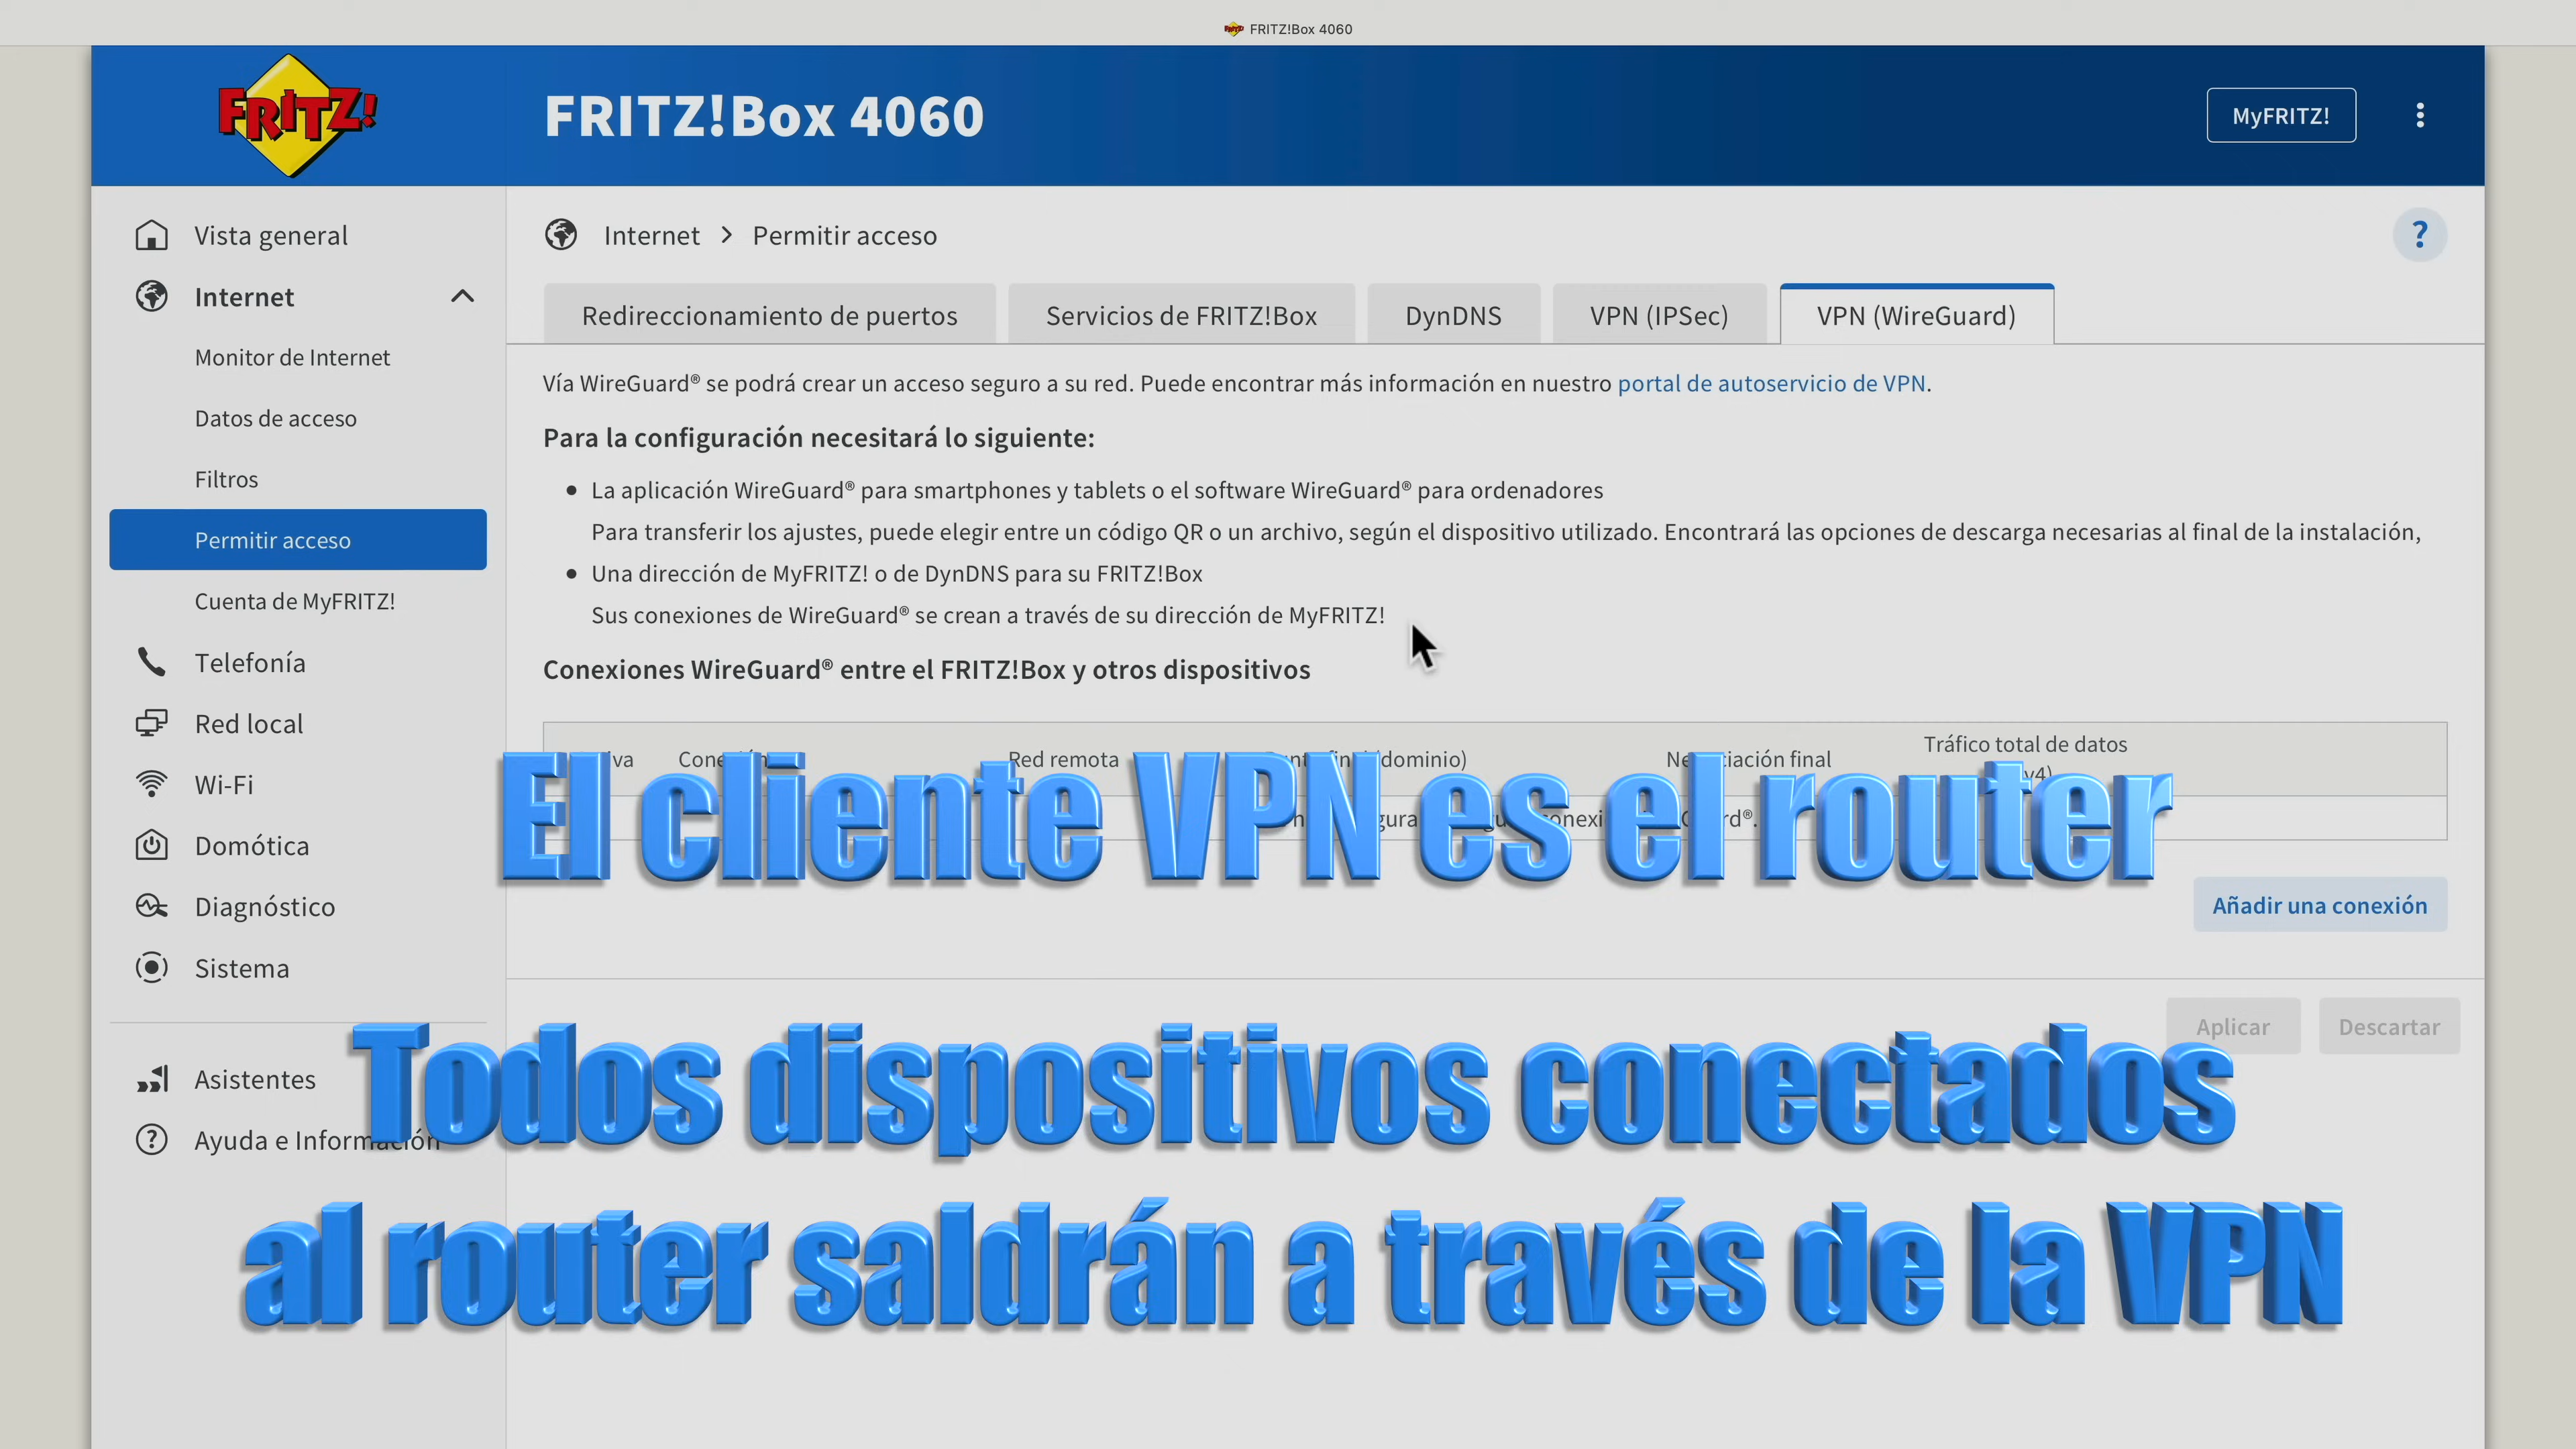 FRITZ!Box 4060
FRITZ!
FRITZ!Box 4060
MyFRITZ!
Vista general
Internet
Monitor de Internet
Datos de acceso
Filtros
Permitir acceso
Cuenta de MyFRITZ!
Telefonía
Red local
Wi-Fi
Domótica
Diagnóstico
Sistema
Asistentes
Ayuda e Información
Internet > Permitir acceso
?
Redireccionamiento de puertos
Servicios de FRITZ!Box
DynDNS
VPN (IPSec)
VPN (WireGuard)
Vía WireGuard® se podrá crear un acceso seguro a su red. Puede encontrar más información en nuestro portal de autoservicio de VPN.
Para la configuración necesitará lo siguiente:
• La aplicación WireGuard® para smartphones y tablets o el software WireGuard® para ordenadores
Para transferir los ajustes, puede elegir entre un código QR o un archivo, según el dispositivo utilizado. Encontrará las opciones de descarga necesarias al final de la instalación,
• Una dirección de MyFRITZ! o de DynDNS para su FRITZ!Box
Sus conexiones de WireGuard® se crean a través de su dirección de MyFRITZ!
Conexiones WireGuard® entre el FRITZ!Box y otros dispositivos
Red remota
Tráfico total de datos
El cliente VPN es el router
Añadir una conexión
Aplicar
Descartar
Todos dispositivos conectados
al router saldrán a través de la VPN